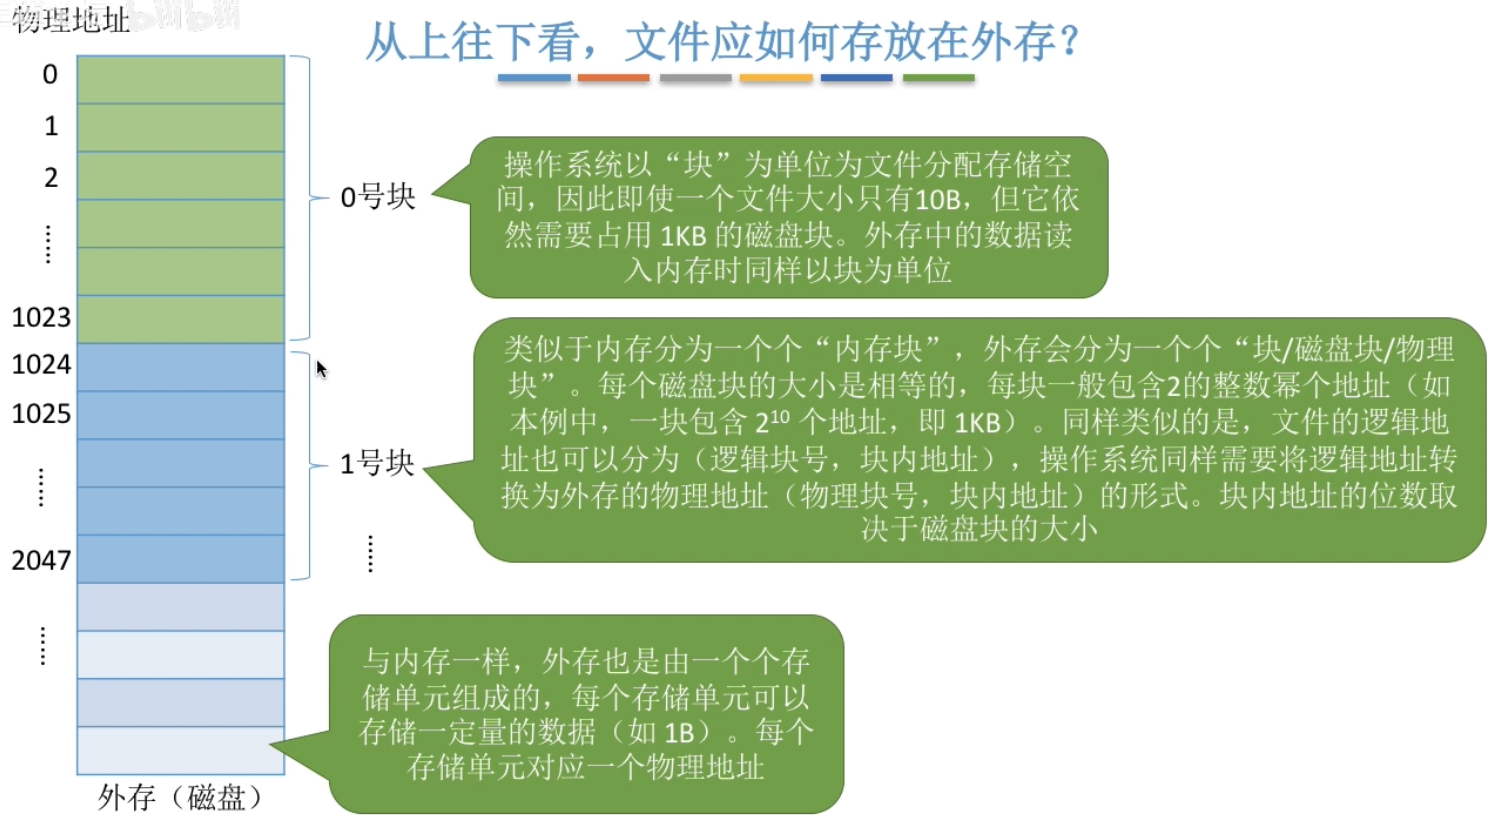 物理地址
bilibili
从上往下看，文件应如何存放在外存？
0
1
2
……
1023
1024
1025
……
2047
……
外存（磁盘）
0号块
1号块
……
操作系统以“块”为单位为文件分配存储空
间，因此即使一个文件大小只有10B，但它依
然需要占用 1KB 的磁盘块。外存中的数据读
入内存时同样以块为单位
类似于内存分为一个个“内存块”，外存会分为一个个“块/磁盘块/物理
块”。每个磁盘块的大小是相等的，每块一般包含2的整数幂个地址（如
本例中，一块包含 2¹⁰ 个地址，即 1KB）。同样类似的是，文件的逻辑地
址也可以分为（逻辑块号，块内地址），操作系统同样需要将逻辑地址转
换为外存的物理地址（物理块号，块内地址）的形式。块内地址的位数取
决于磁盘块的大小
与内存一样，外存也是由一个个存
储单元组成的，每个存储单元可以
存储一定量的数据（如 1B）。每个
存储单元对应一个物理地址